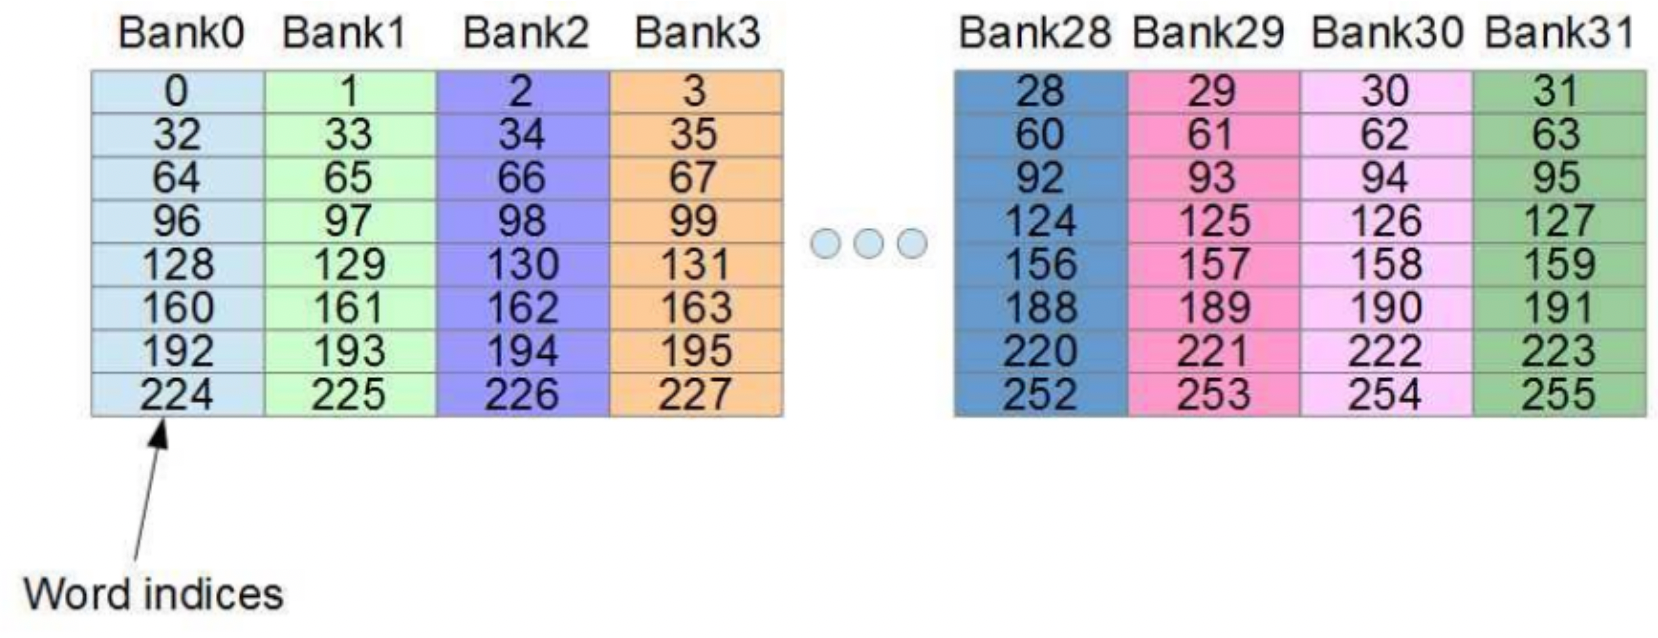 Bank0 Bank1 Bank2 Bank3 Bank28 Bank29 Bank30 Bank31
0 1 2 3 28 29 30 31
32 33 34 35 60 61 62 63
64 65 66 67 92 93 94 95
96 97 98 99 124 125 126 127
128 129 130 131 156 157 158 159
160 161 162 163 188 189 190 191
192 193 194 195 220 221 222 223
224 225 226 227 252 253 254 255
Word indices